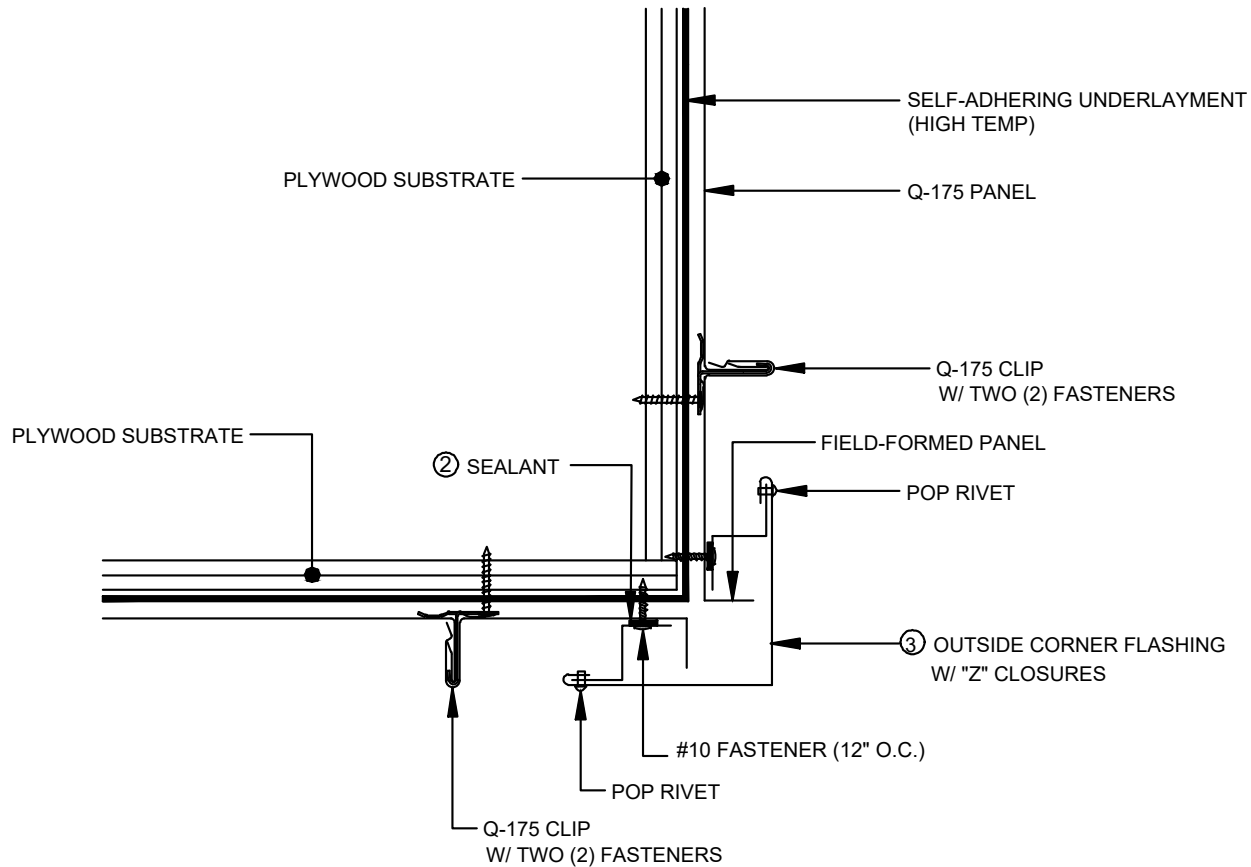 SELF-ADHERING UNDERLAYMENT
(HIGH TEMP)
PLYWOOD SUBSTRATE
Q-175 PANEL
Q-175 CLIP
W/ TWO (2) FASTENERS
PLYWOOD SUBSTRATE
FIELD-FORMED PANEL
② SEALANT
POP RIVET
③ OUTSIDE CORNER FLASHING
W/ "Z" CLOSURES
#10 FASTENER (12" O.C.)
POP RIVET
Q-175 CLIP
W/ TWO (2) FASTENERS